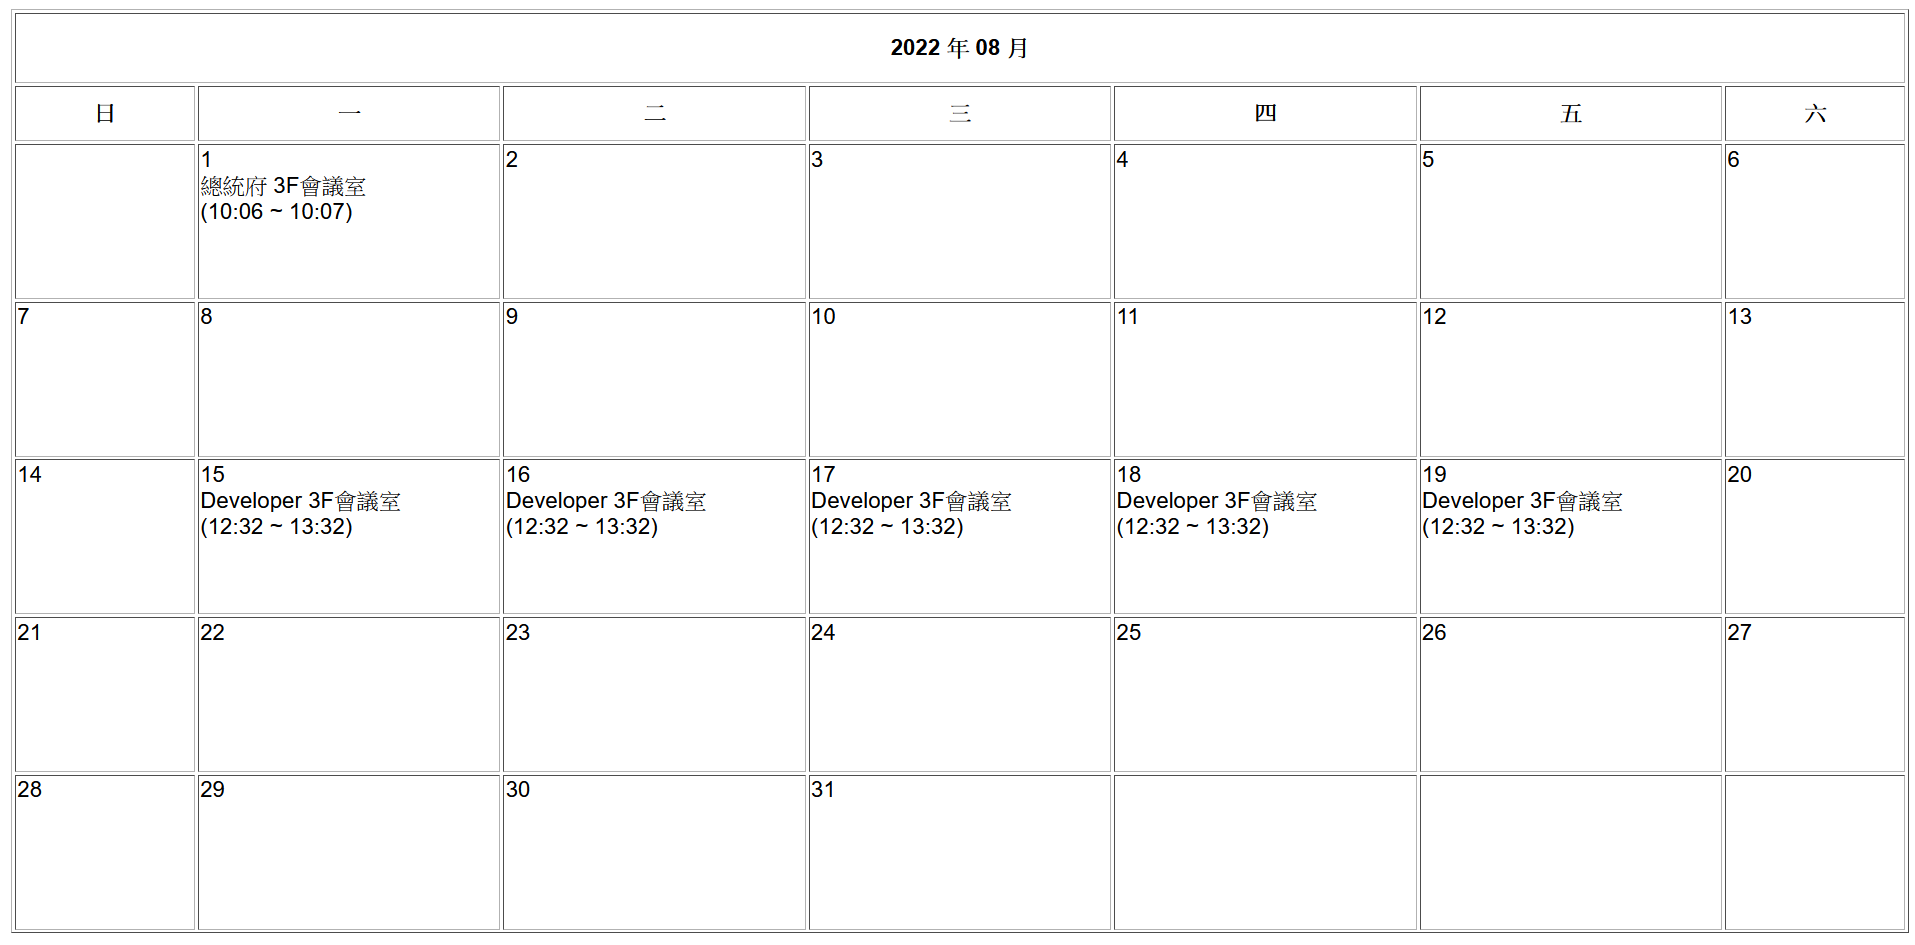 2022 年 08 月
日 一 二 三 四 五 六
1 2 3 4 5 6
總統府 3F會議室
(10:06 ~ 10:07)
7 8 9 10 11 12 13
14 15 16 17 18 19 20
Developer 3F會議室 Developer 3F會議室 Developer 3F會議室 Developer 3F會議室 Developer 3F會議室
(12:32 ~ 13:32) (12:32 ~ 13:32) (12:32 ~ 13:32) (12:32 ~ 13:32) (12:32 ~ 13:32)
21 22 23 24 25 26 27
28 29 30 31